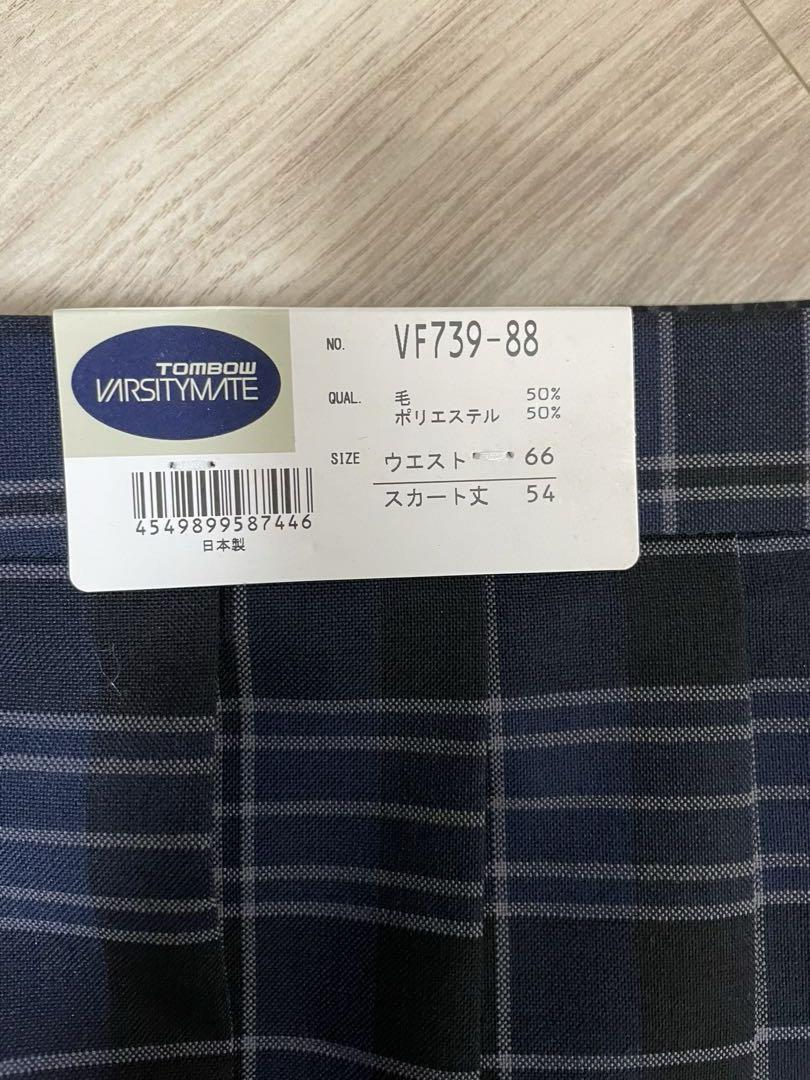 TOMBOW
VARSITYMATE
4549899587446
日本製
NO. VF739-88
QUAL. 毛 50%
ポリエステル 50%
SIZE ウエスト 66
スカート丈 54